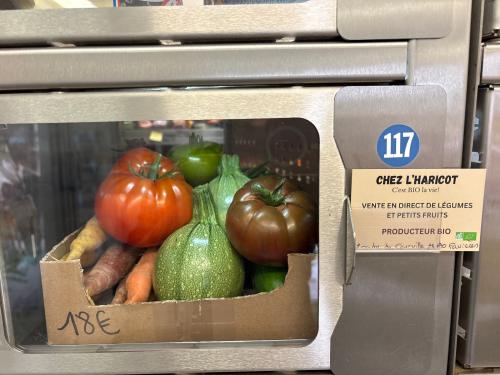 117
CHEZ L'HARICOT
C'est BIO la vie!
VENTE EN DIRECT DE LÉGUMES
ET PETITS FRUITS
PRODUCTEUR BIO
18€